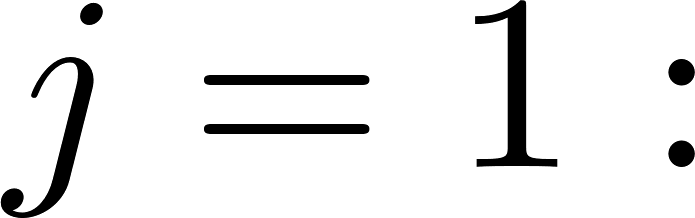 j = 1 :